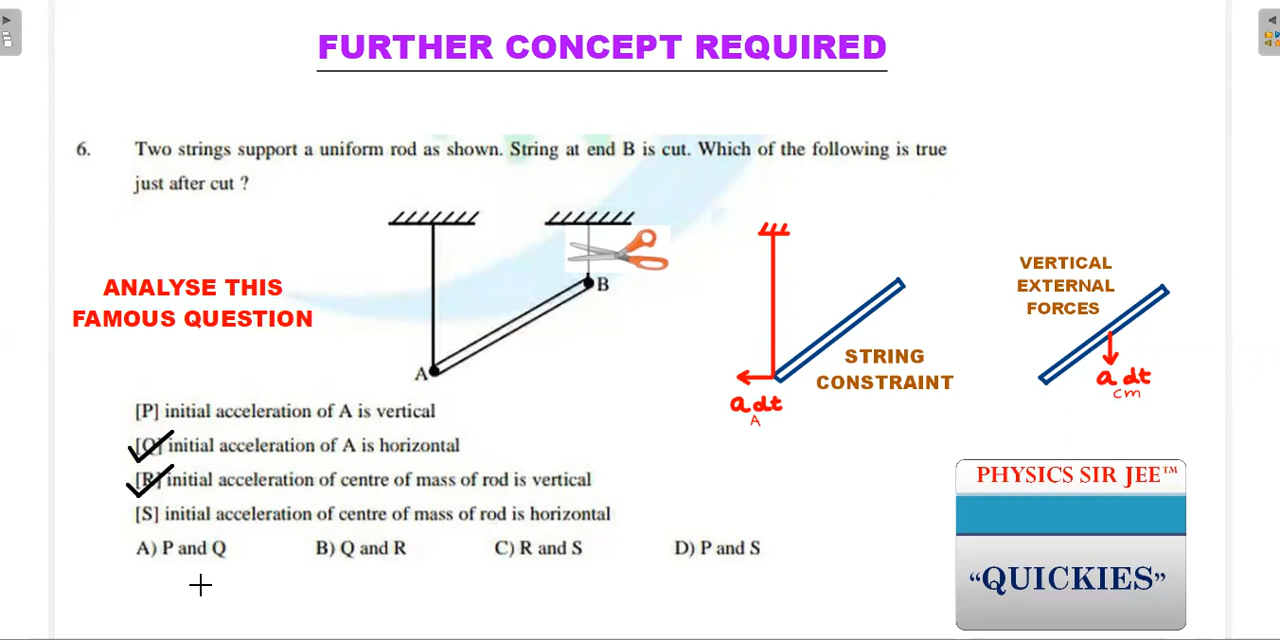 FURTHER CONCEPT REQUIRED
6. Two strings support a uniform rod as shown. String at end B is cut. Which of the following is true
just after cut ?
ANALYSE THIS
FAMOUS QUESTION
A
B
STRING
CONSTRAINT
a dt
A
VERTICAL
EXTERNAL
FORCES
a dt
cm
[P] initial acceleration of A is vertical
[Q] initial acceleration of A is horizontal
[R] initial acceleration of centre of mass of rod is vertical
[S] initial acceleration of centre of mass of rod is horizontal
A) P and Q B) Q and R C) R and S D) P and S
PHYSICS SIR JEE™
“QUICKIES”